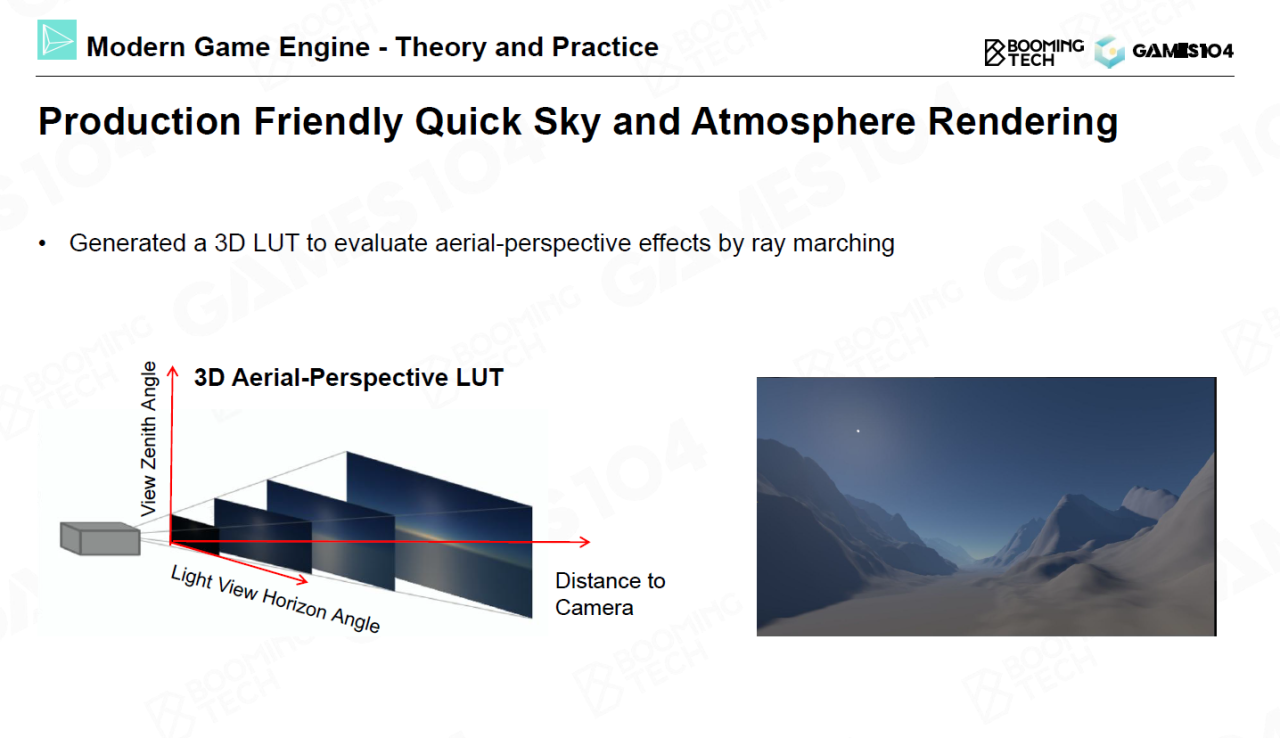 Modern Game Engine - Theory and Practice
BOOMING
TECH
GAMES104
Production Friendly Quick Sky and Atmosphere Rendering
• Generated a 3D LUT to evaluate aerial-perspective effects by ray marching
3D Aerial-Perspective LUT
View Zenith Angle
Light View Horizon Angle
Distance to
Camera